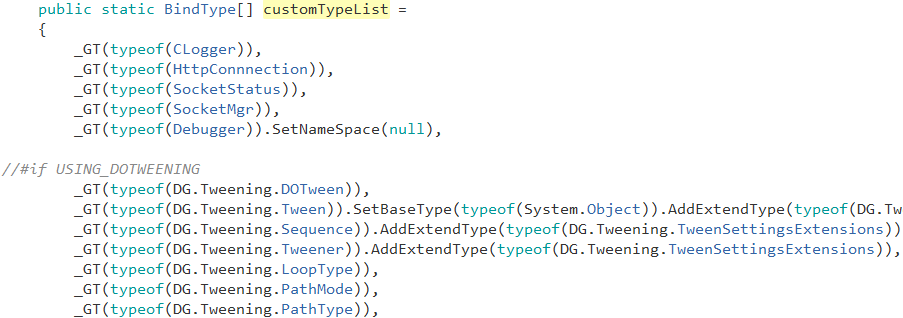 public static BindType[] customTypeList =
{
_GT(typeof(CLogger)),
_GT(typeof(HttpConnnection)),
_GT(typeof(SocketStatus)),
_GT(typeof(SocketMgr)),
_GT(typeof(Debugger)).SetNameSpace(null),
//#if USING_DOTWEENING
_GT(typeof(DG.Tweening.DOTween)),
_GT(typeof(DG.Tweening.Tween)).SetBaseType(typeof(System.Object)).AddExtendType(typeof(DG.Tw
_GT(typeof(DG.Tweening.Sequence)).AddExtendType(typeof(DG.Tweening.TweenSettingsExtensions))
_GT(typeof(DG.Tweening.Tweener)).AddExtendType(typeof(DG.Tweening.TweenSettingsExtensions)),
_GT(typeof(DG.Tweening.LoopType)),
_GT(typeof(DG.Tweening.PathMode)),
_GT(typeof(DG.Tweening.PathType)),